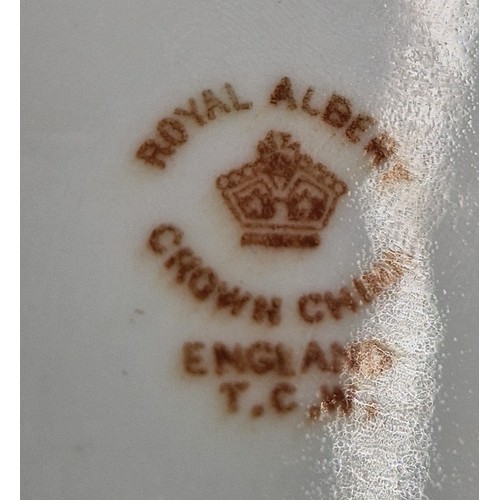 ROYAL ALBERT
CROWN CHINA
ENGLAND
T.C.W.